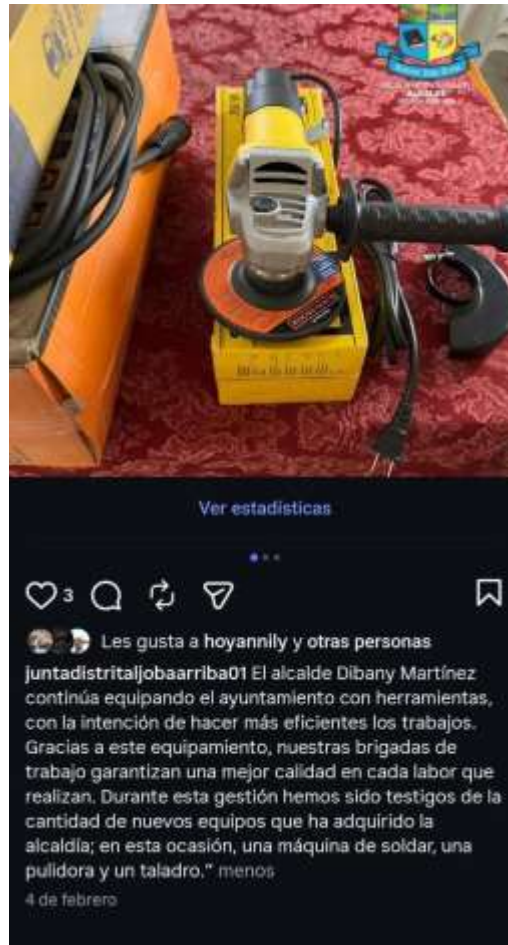 Ver estadísticas
3
Les gusta a hoyannily y otras personas
juntadistritaljobaarriba01 El alcalde Dibany Martínez
continúa equipando el ayuntamiento con herramientas,
con la intención de hacer más eficientes los trabajos.
Gracias a este equipamiento, nuestras brigadas de
trabajo garantizan una mejor calidad en cada labor que
realizan. Durante esta gestión hemos sido testigos de la
cantidad de nuevos equipos que ha adquirido la
alcaldía; en esta ocasión, una máquina de soldar, una
pulidora y un taladro.” menos
4 de febrero